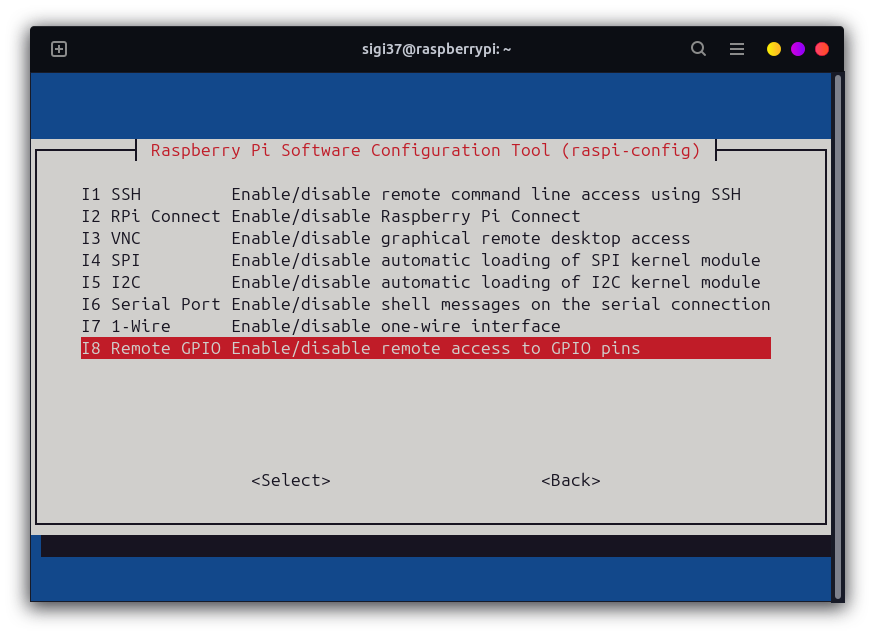 sigi37@raspberrypi: ~
Raspberry Pi Software Configuration Tool (raspi-config)
I1 SSH Enable/disable remote command line access using SSH
I2 RPi Connect Enable/disable Raspberry Pi Connect
I3 VNC Enable/disable graphical remote desktop access
I4 SPI Enable/disable automatic loading of SPI kernel module
I5 I2C Enable/disable automatic loading of I2C kernel module
I6 Serial Port Enable/disable shell messages on the serial connection
I7 1-Wire Enable/disable one-wire interface
I8 Remote GPIO Enable/disable remote access to GPIO pins
<Select> <Back>